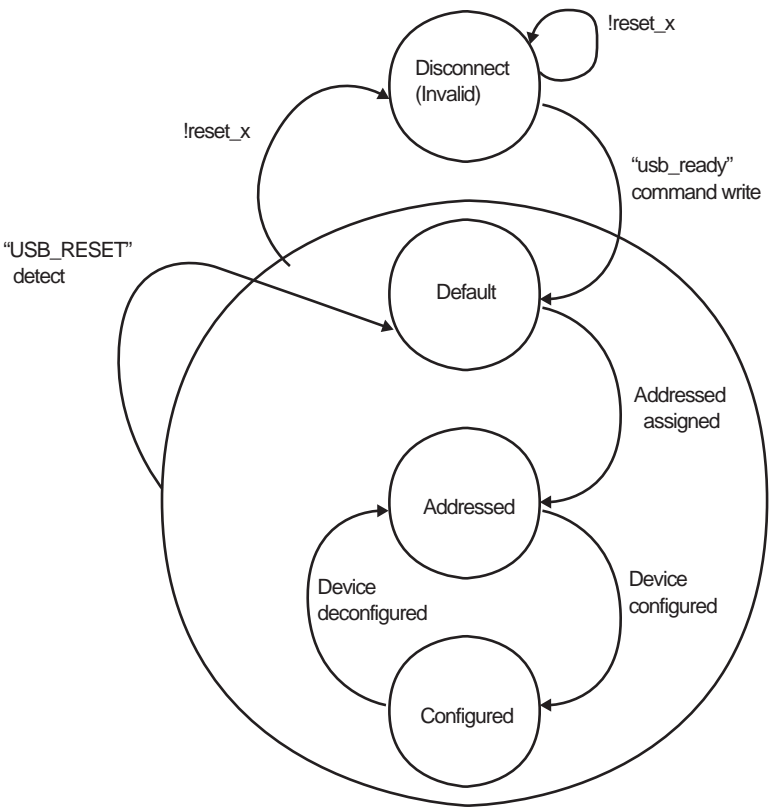 !reset_x
Disconnect
(Invalid)
!reset_x
“usb_ready”
command write
“USB_RESET”
detect
Default
Addressed
assigned
Addressed
Device
deconfigured
Device
configured
Configured